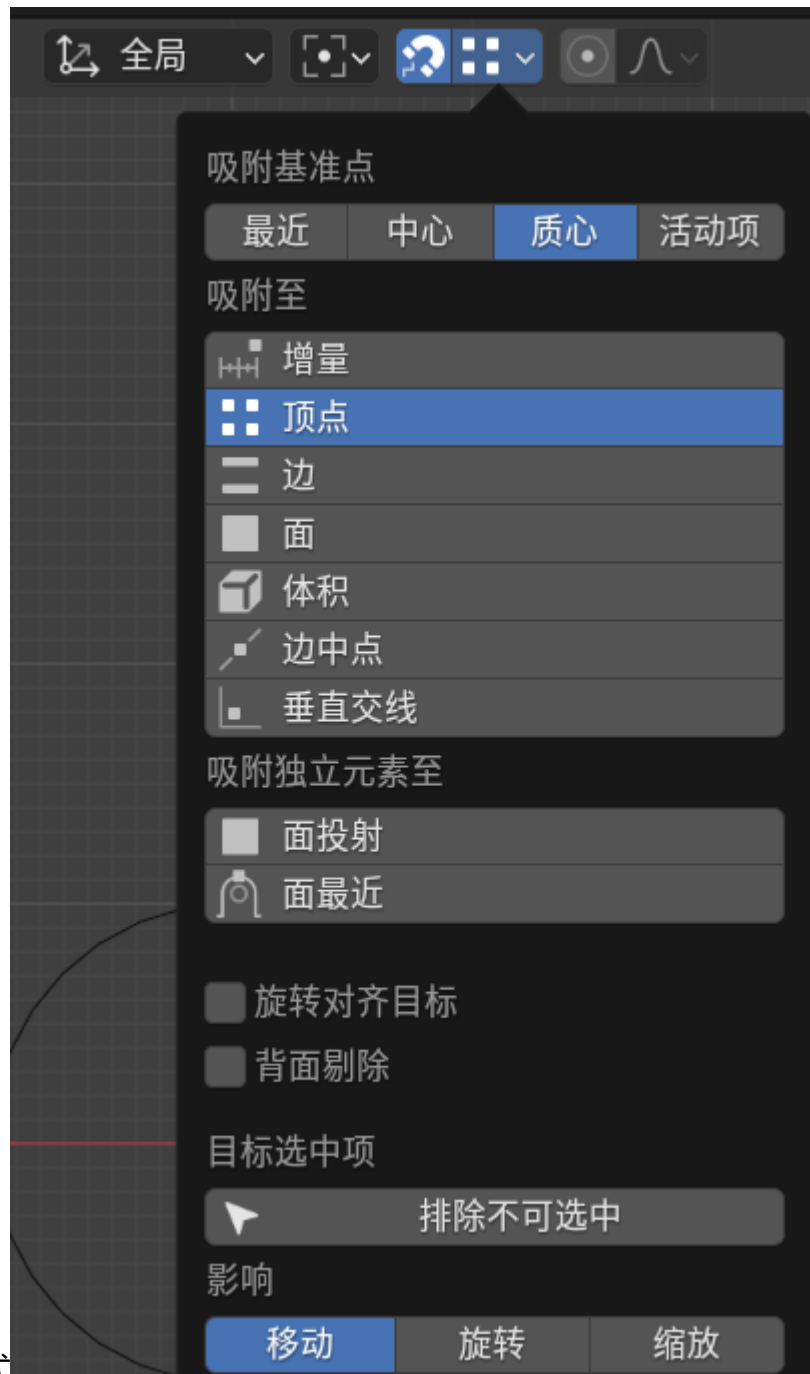 全局
吸附基准点
最近 中心 质心 活动项
吸附至
增量
顶点
边
面
体积
边中点
垂直交线
吸附独立元素至
面投射
面最近
旋转对齐目标
背面剔除
目标选中项
排除不可选中
影响
移动 旋转 缩放